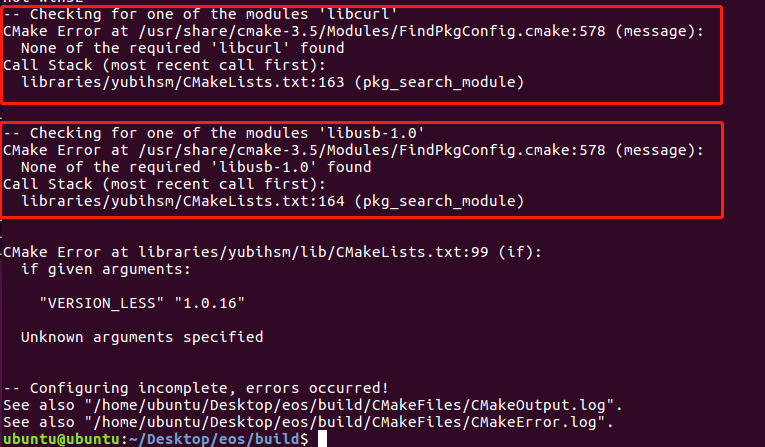 -- Checking for one of the modules 'libcurl'
CMake Error at /usr/share/cmake-3.5/Modules/FindPkgConfig.cmake:578 (message):
  None of the required 'libcurl' found
Call Stack (most recent call first):
  libraries/yubihsm/CMakeLists.txt:163 (pkg_search_module)
-- Checking for one of the modules 'libusb-1.0'
CMake Error at /usr/share/cmake-3.5/Modules/FindPkgConfig.cmake:578 (message):
  None of the required 'libusb-1.0' found
Call Stack (most recent call first):
  libraries/yubihsm/CMakeLists.txt:164 (pkg_search_module)
CMake Error at libraries/yubihsm/lib/CMakeLists.txt:99 (if):
  if given arguments:
    "VERSION_LESS" "1.0.16"
  Unknown arguments specified
-- Configuring incomplete, errors occurred!
See also "/home/ubuntu/Desktop/eos/build/CMakeFiles/CMakeOutput.log".
See also "/home/ubuntu/Desktop/eos/build/CMakeFiles/CMakeError.log".
ubuntu@ubuntu:~/Desktop/eos/build$